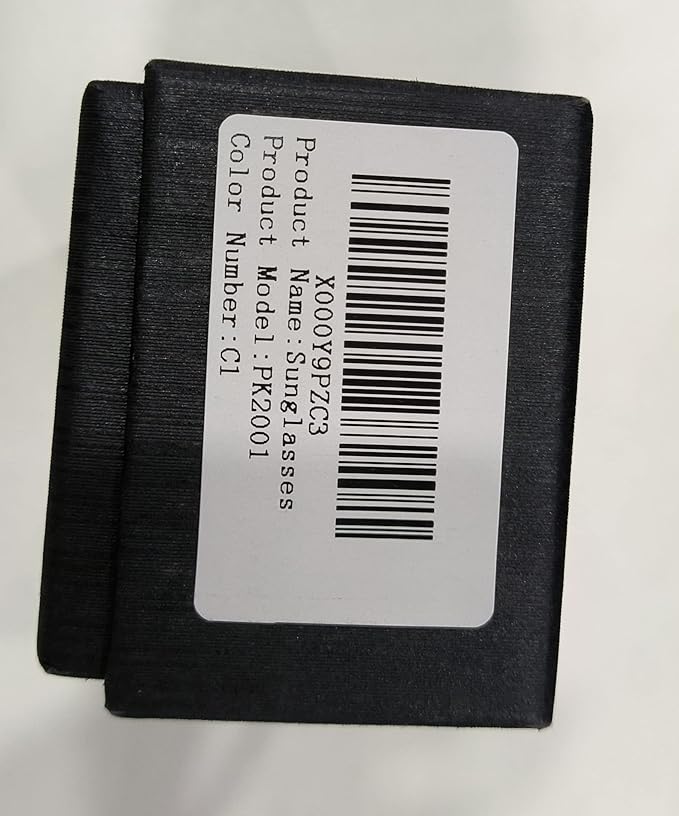 X000Y9PZC3
Product Name:Sunglasses
Product Model:PK2001
Color Number:C1